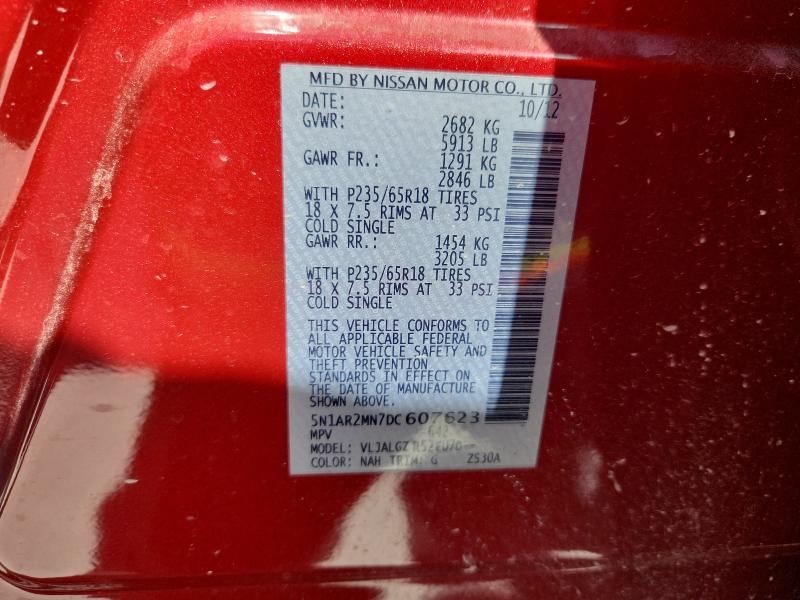 MFD BY NISSAN MOTOR CO., LTD.
DATE: 10/12
GVWR: 2682 KG
5913 LB
GAWR FR.: 1291 KG
2846 LB
WITH P235/65R18 TIRES
18 X 7.5 RIMS AT 33 PSI
COLD SINGLE
GAWR RR.: 1454 KG
3205 LB
WITH P235/65R18 TIRES
18 X 7.5 RIMS AT 33 PSI
COLD SINGLE
THIS VEHICLE CONFORMS TO
ALL APPLICABLE FEDERAL
MOTOR VEHICLE SAFETY AND
THEFT PREVENTION
STANDARDS IN EFFECT ON
THE DATE OF MANUFACTURE
SHOWN ABOVE.
5N1AR2MN7DC607623
MPV
MODEL:
COLOR: NAH TRIM: G ZS30A